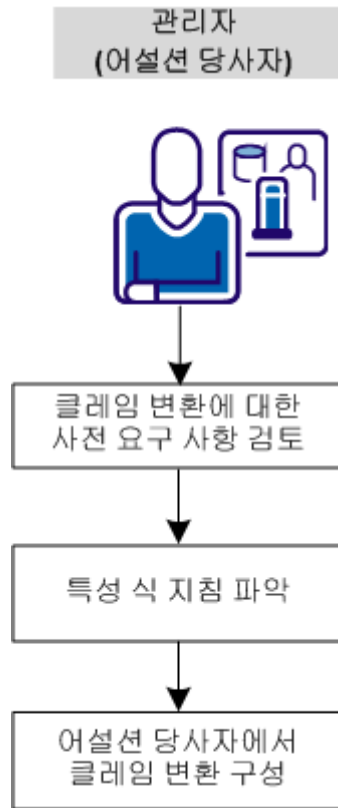 관리자
(어설션 당사자)
클레임 변환에 대한
사전 요구 사항 검토
특성 식 지침 파악
어설션 당사자에서
클레임 변환 구성